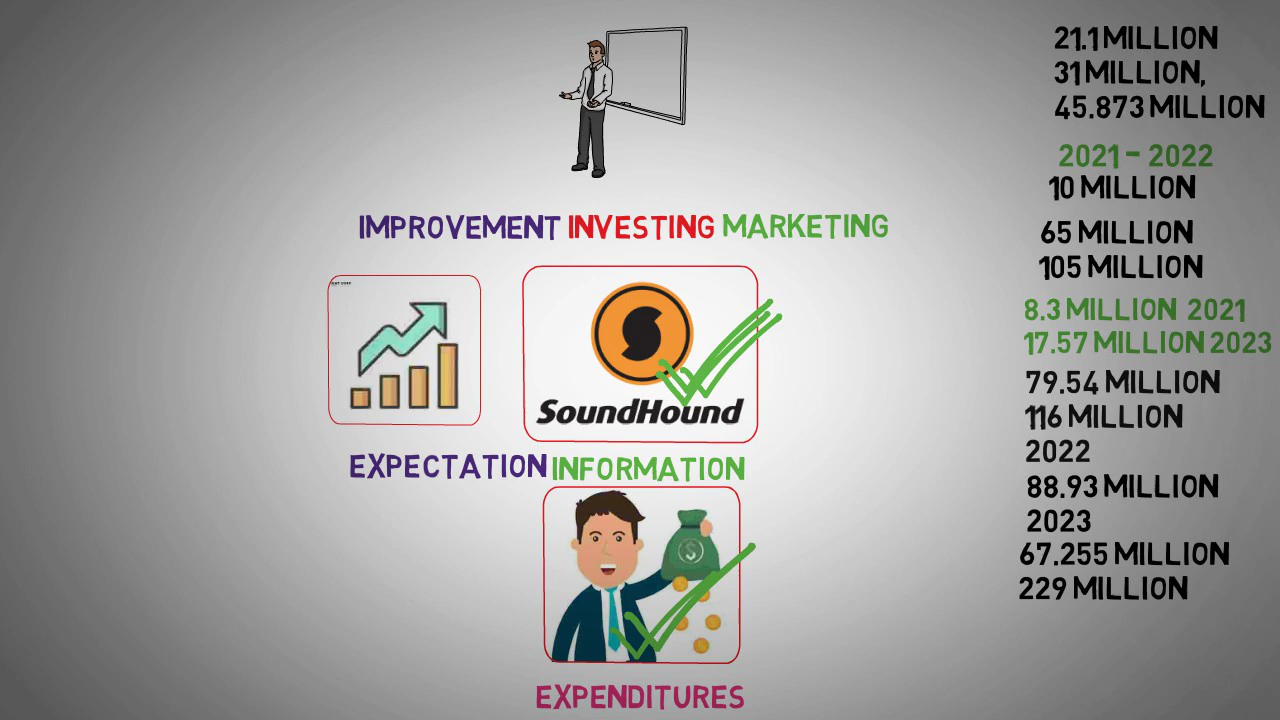 21.1 MILLION
31 MILLION,
45.873 MILLION
2021 - 2022
10 MILLION
65 MILLION
105 MILLION
8.3 MILLION 2021
17.57 MILLION 2023
79.54 MILLION
116 MILLION
2022
88.93 MILLION
2023
67.255 MILLION
229 MILLION
IMPROVEMENT INVESTING MARKETING
SoundHound
EXPECTATION INFORMATION
$
EXPENDITURES